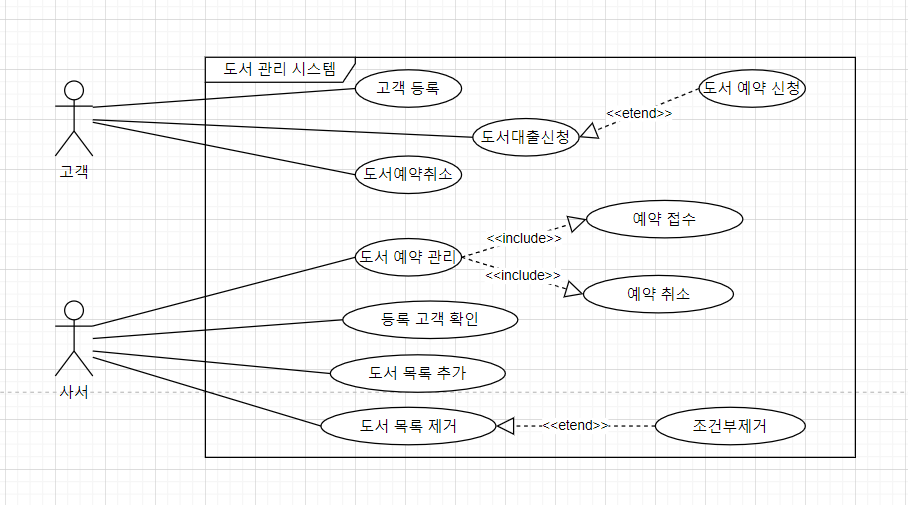 도서 관리 시스템
고객 등록
도서 예약 신청
<<etend>>
도서대출신청
고객
도서예약취소
예약 접수
<<include>>
도서 예약 관리
<<include>>
예약 취소
등록 고객 확인
도서 목록 추가
사서
도서 목록 제거
<<etend>>
조건부제거